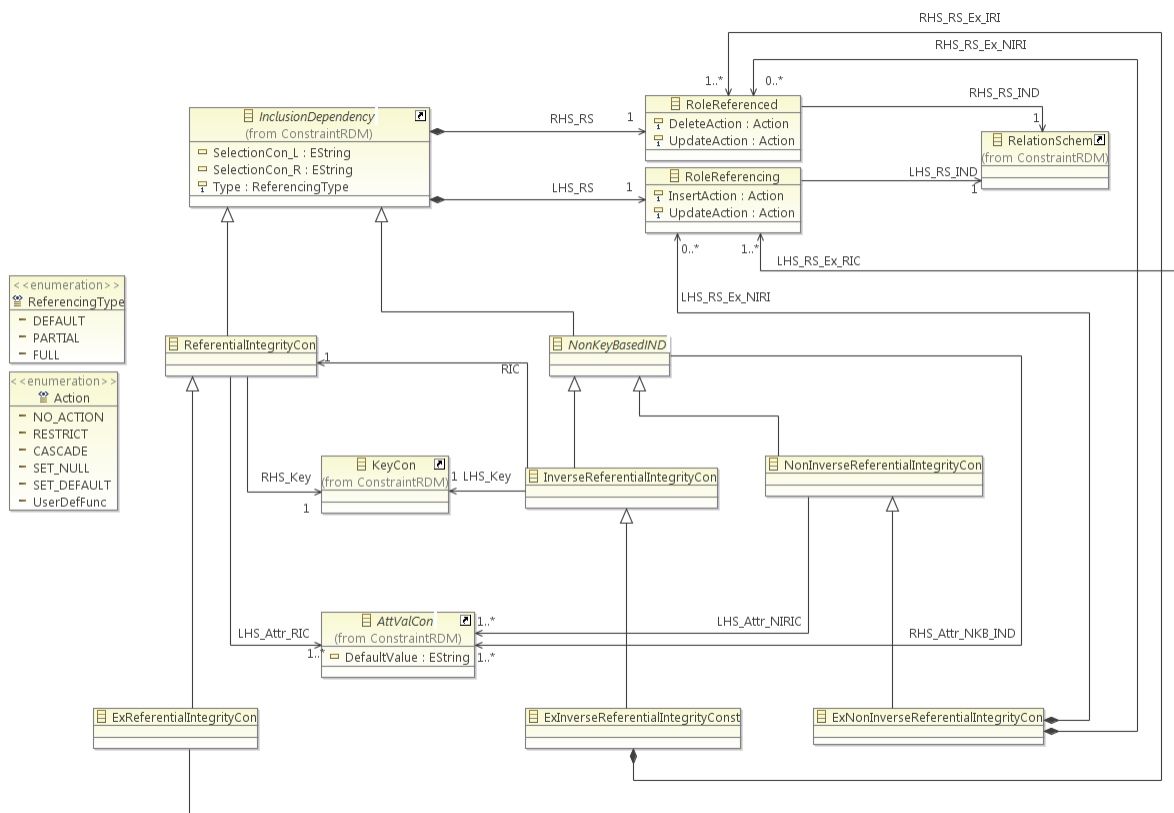 RHS_RS_Ex_IRI
RHS_RS_Ex_NIRI
1..*
0..*
InclusionDependency
(from ConstraintRDM)
SelectionCon_L : EString
SelectionCon_R : EString
Type : ReferencingType
RHS_RS
1
LHS_RS
1
RoleReferenced
DeleteAction : Action
UpdateAction : Action
RHS_RS_IND
1
RelationSchem
(from ConstraintRDM)
RoleReferencing
InsertAction : Action
UpdateAction : Action
LHS_RS_IND
1
0..*
1..*
LHS_RS_Ex_RIC
LHS_RS_Ex_NIRI
<<enumeration>>
ReferencingType
DEFAULT
PARTIAL
FULL
<<enumeration>>
Action
NO_ACTION
RESTRICT
CASCADE
SET_NULL
SET_DEFAULT
UserDefFunc
ReferentialIntegrityCon
1
RIC
NonKeyBasedIND
RHS_Key
1
KeyCon
(from ConstraintRDM)
1
LHS_Key
InverseReferentialIntegrityCon
NonInverseReferentialIntegrityCon
LHS_Attr_RIC
1..*
AttValCon
(from ConstraintRDM)
DefaultValue : EString
1..*
1..*
LHS_Attr_NIRIC
RHS_Attr_NKB_IND
ExReferentialIntegrityCon
ExInverseReferentialIntegrityConst
ExNonInverseReferentialIntegrityCon